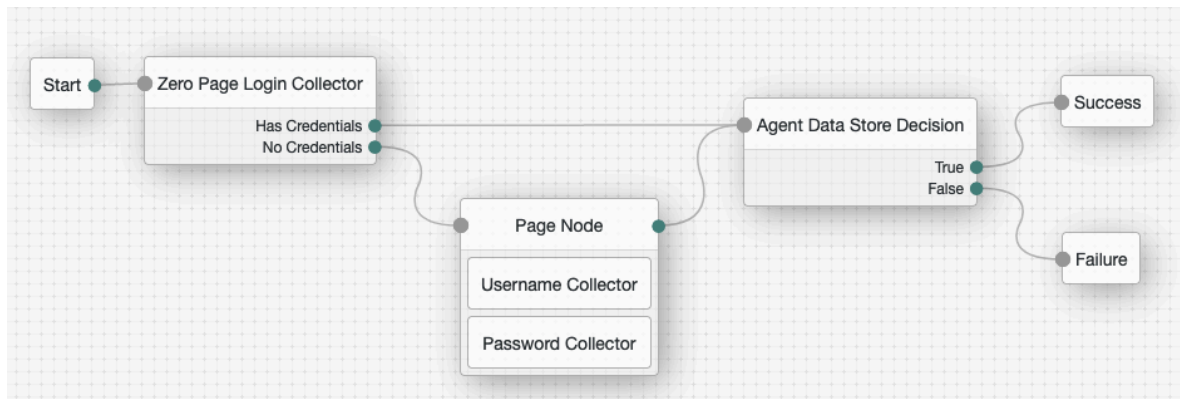 Start
Zero Page Login Collector
Has Credentials
No Credentials
Page Node
Username Collector
Password Collector
Agent Data Store Decision
True
False
Success
Failure